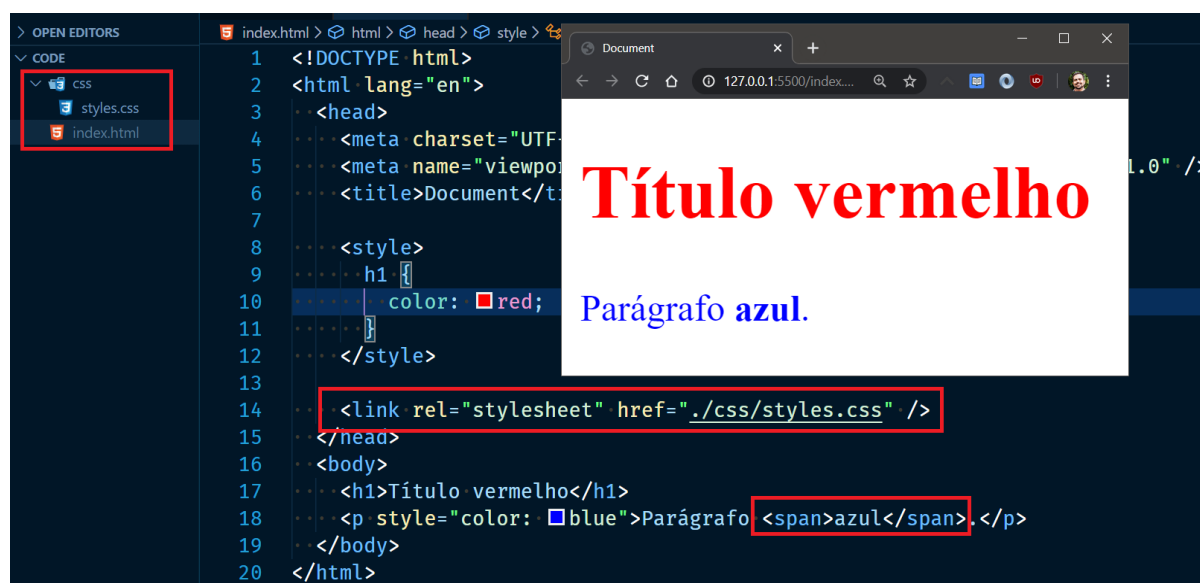 OPEN EDITORS
CODE
css
styles.css
index.html
index.html > html > head > style >
1 <!DOCTYPE html>
2 <html lang="en">
3 <head>
4 <meta charset="UTF-
5 <meta name="viewpor 1.0" />
6 <title>Document</ti
7
8 <style>
9 h1 {
10 color: red;
11 }
12 </style>
13
14 <link rel="stylesheet" href="./css/styles.css" />
15 </head>
16 <body>
17 <h1>Título vermelho</h1>
18 <p style="color: blue">Parágrafo <span>azul</span>.</p>
19 </body>
20 </html>
Document
127.0.0.1:5500/index....
Título vermelho
Parágrafo azul.